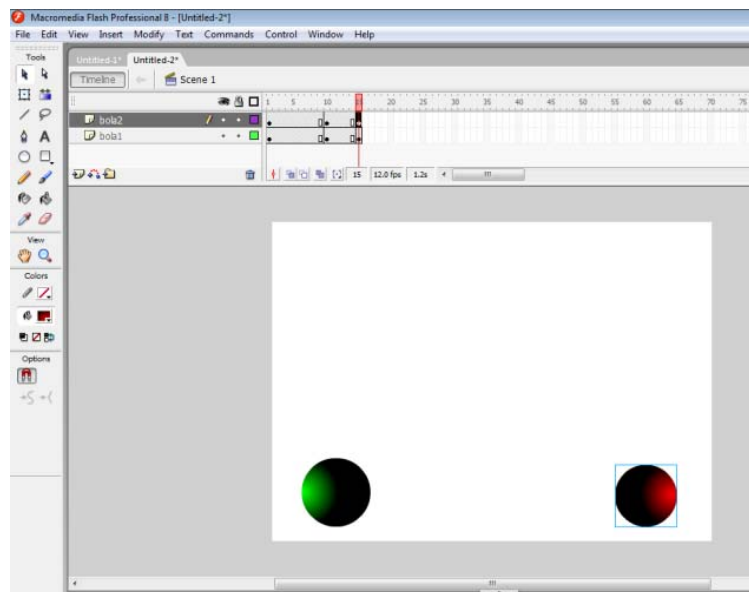 Macromedia Flash Professional 8 - [Untitled-2*]
File Edit View Insert Modify Text Commands Control Window Help
Tools
Untitled-1* Untitled-2*
Timeline Scene 1
1 5 10 15 20 25 30 35 40 45 50 55 60 65 70 75
bola2
bola1
15 12.0 fps 1.2s
A
View
Colors
Options